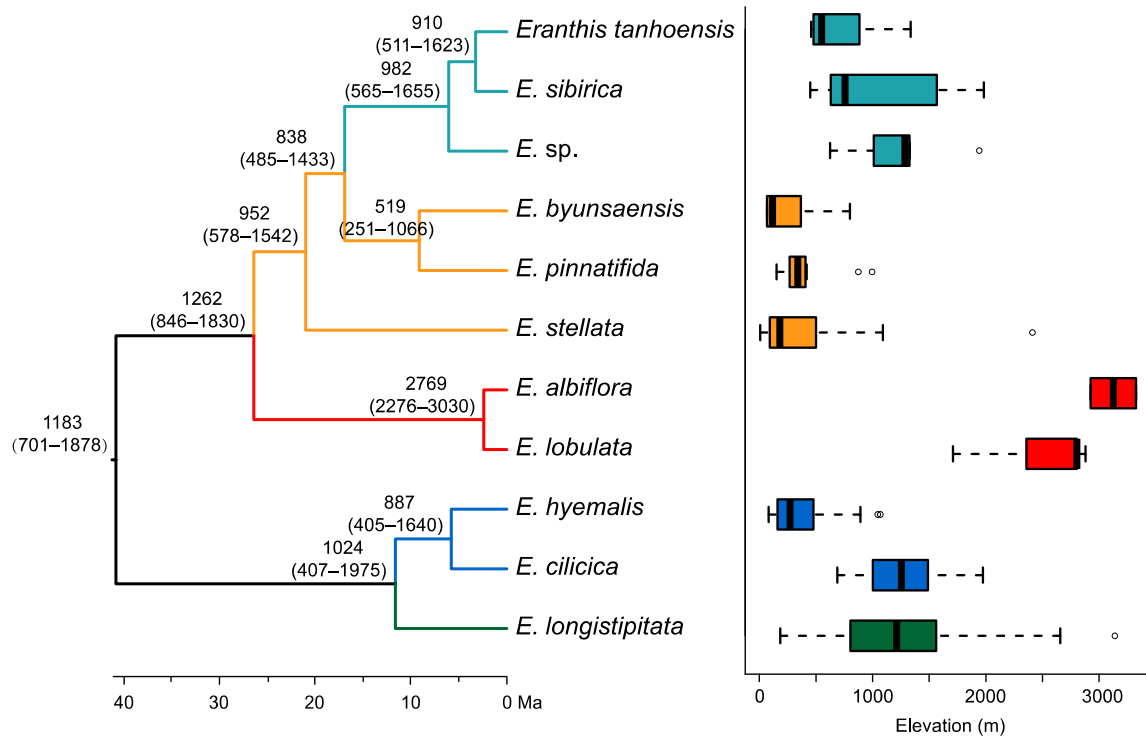 910
(511–1623)
Eranthis tanhoensis
982
(565–1655)
E. sibirica
838
(485–1433)
E. sp.
952
(578–1542)
519
(251–1066)
E. byunsaensis
E. pinnatifida
1262
(846–1830)
E. stellata
2769
(2276–3030)
E. albiflora
1183
(701–1878)
E. lobulata
887
(405–1640)
E. hyemalis
1024
(407–1975)
E. cilicica
E. longistipitata
40 30 20 10 0 Ma
0 1000 2000 3000
Elevation (m)